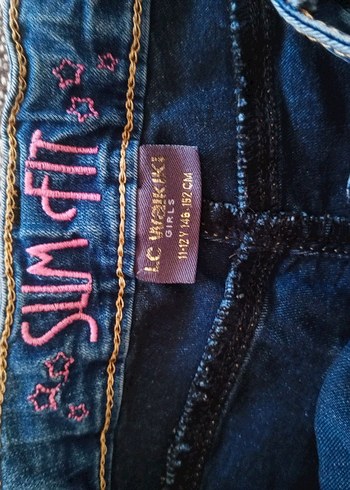 SLIM FIT
LC WAIKIKI
GIRLS
11-12Y 146-152 CM